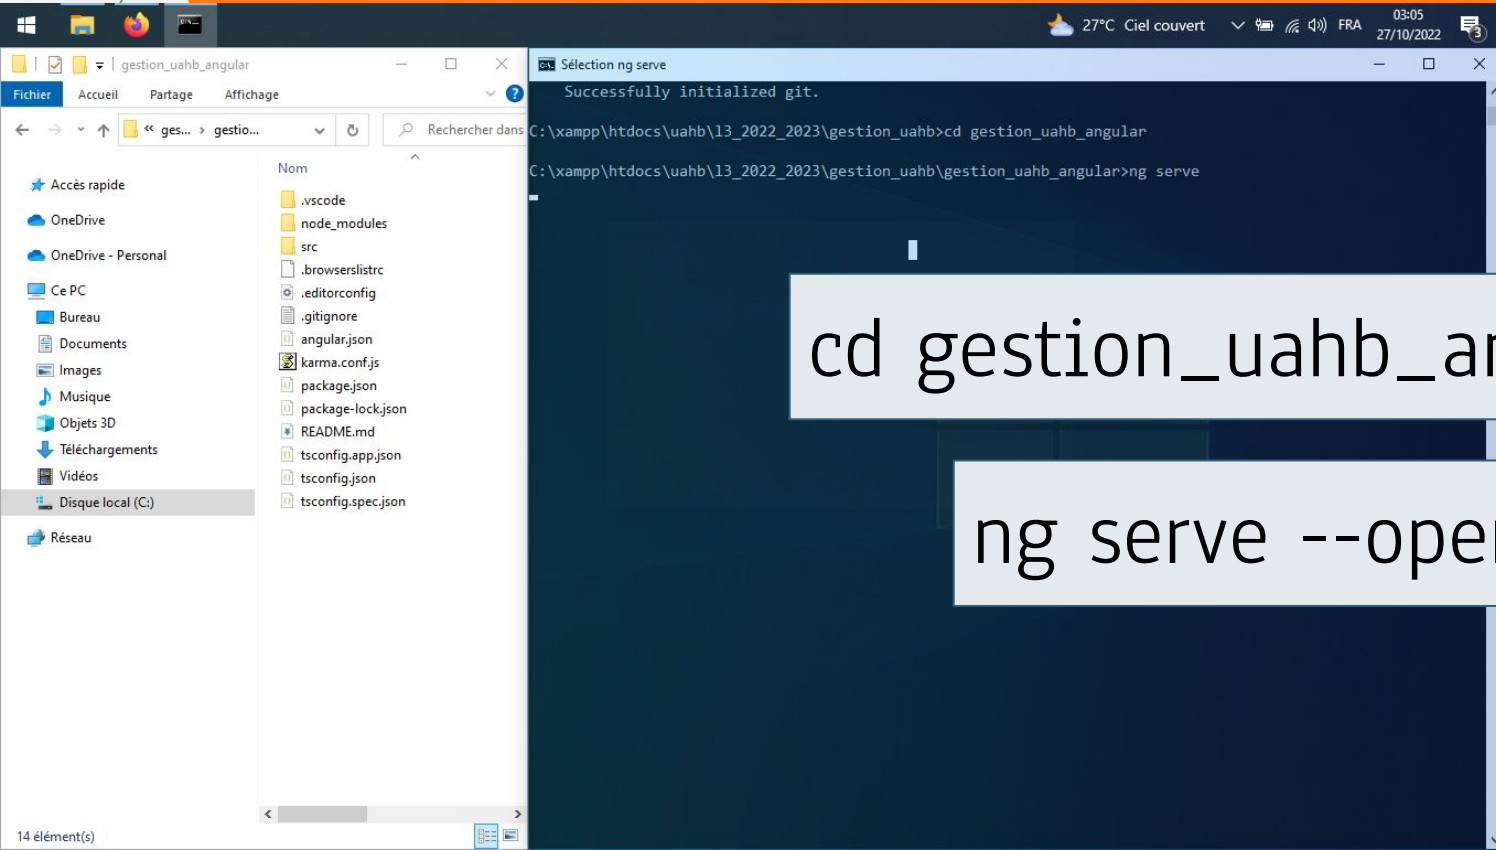 27°C Ciel couvert
FRA
03:05
27/10/2022
3
gestion_uahb_angular
Fichier Accueil Partage Affichage
« ges... › gestio...
Rechercher dans
Accès rapide
OneDrive
OneDrive - Personal
Ce PC
Bureau
Documents
Images
Musique
Objets 3D
Téléchargements
Vidéos
Disque local (C:)
Réseau
Nom
.vscode
node_modules
src
.browserslistrc
.editorconfig
.gitignore
angular.json
karma.conf.js
package.json
package-lock.json
README.md
tsconfig.app.json
tsconfig.json
tsconfig.spec.json
14 élément(s)
Sélection ng serve
Successfully initialized git.
C:\xampp\htdocs\uahb\l3_2022_2023\gestion_uahb>cd gestion_uahb_angular
C:\xampp\htdocs\uahb\l3_2022_2023\gestion_uahb\gestion_uahb_angular>ng serve
cd gestion_uahb_an
ng serve --open